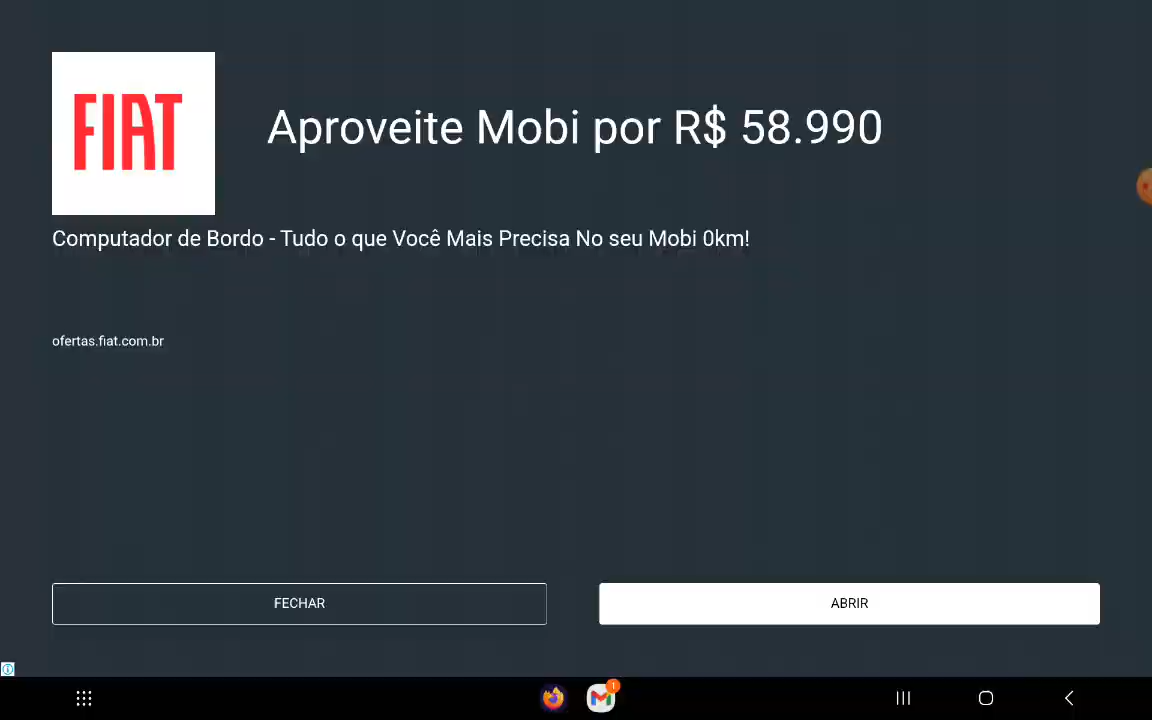 FIAT
Aproveite Mobi por R$ 58.990
Computador de Bordo - Tudo o que Você Mais Precisa No seu Mobi 0km!
ofertas.fiat.com.br
FECHAR
ABRIR
1